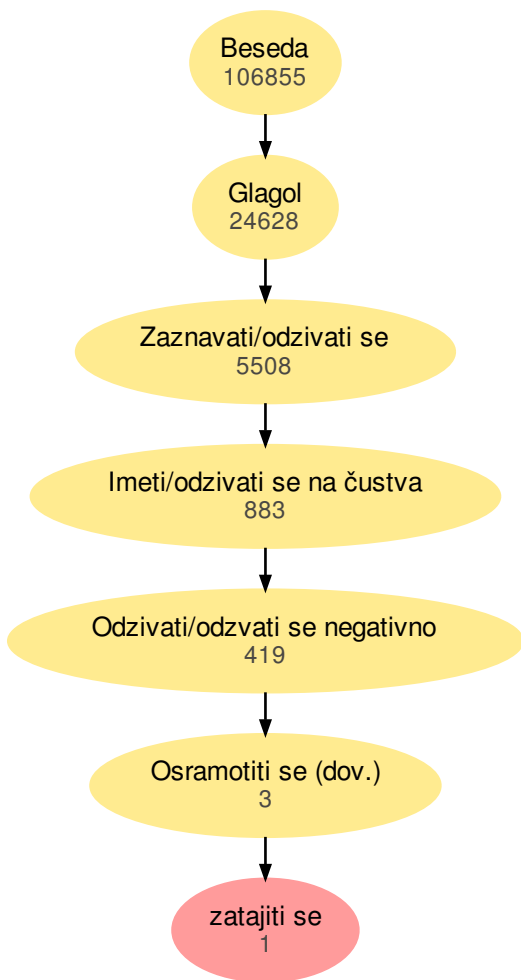 Beseda
106855
Glagol
24628
Zaznavati/odzivati se
5508
Imeti/odzivati se na čustva
883
Odzivati/odzvati se negativno
419
Osramotiti se (dov.)
3
zatajiti se
1